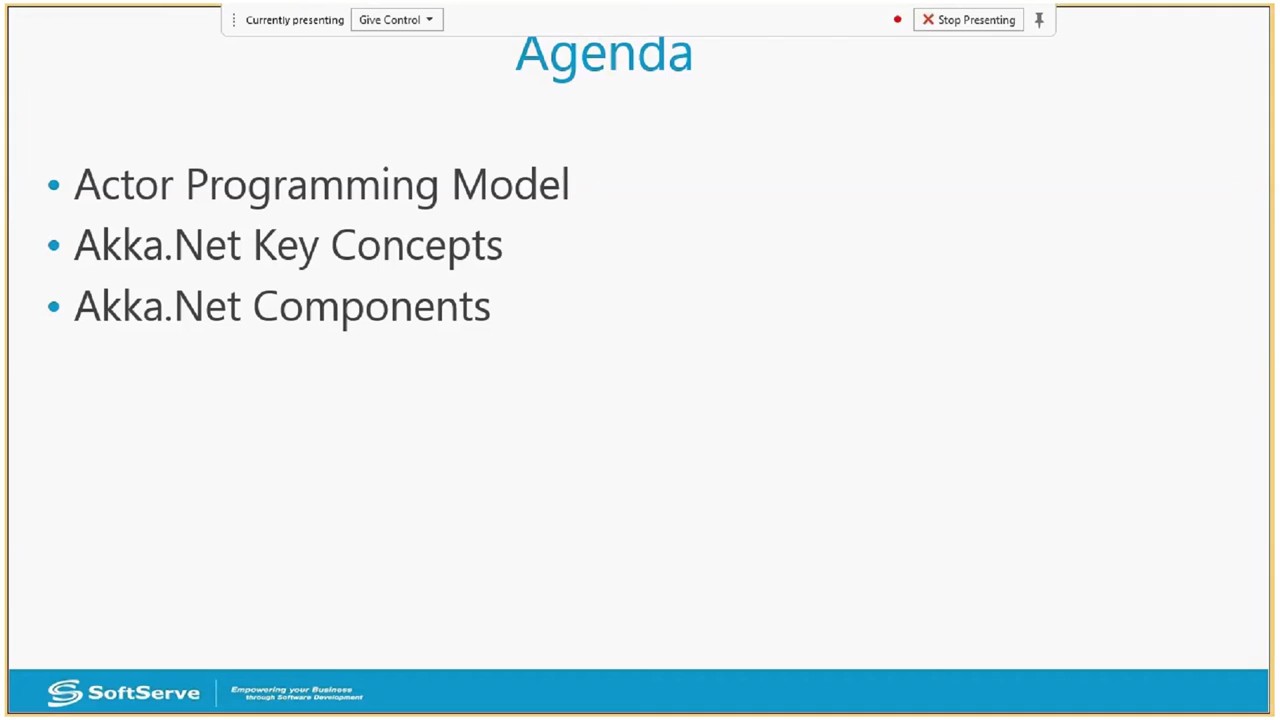 Currently presenting Give Control Stop Presenting
Agenda
• Actor Programming Model
• Akka.Net Key Concepts
• Akka.Net Components
SoftServe
Empowering your Business
through Software Development